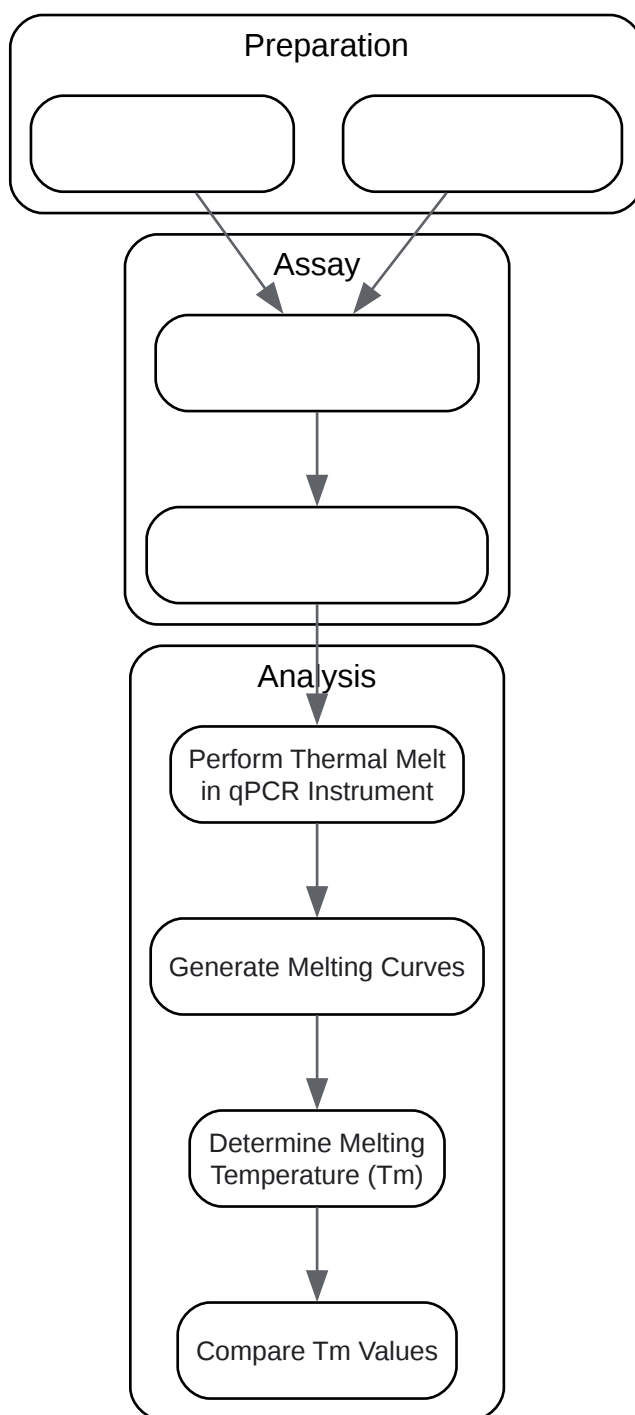 Preparation
Assay
Analysis
Perform Thermal Melt
in qPCR Instrument
Generate Melting Curves
Determine Melting
Temperature (Tm)
Compare Tm Values